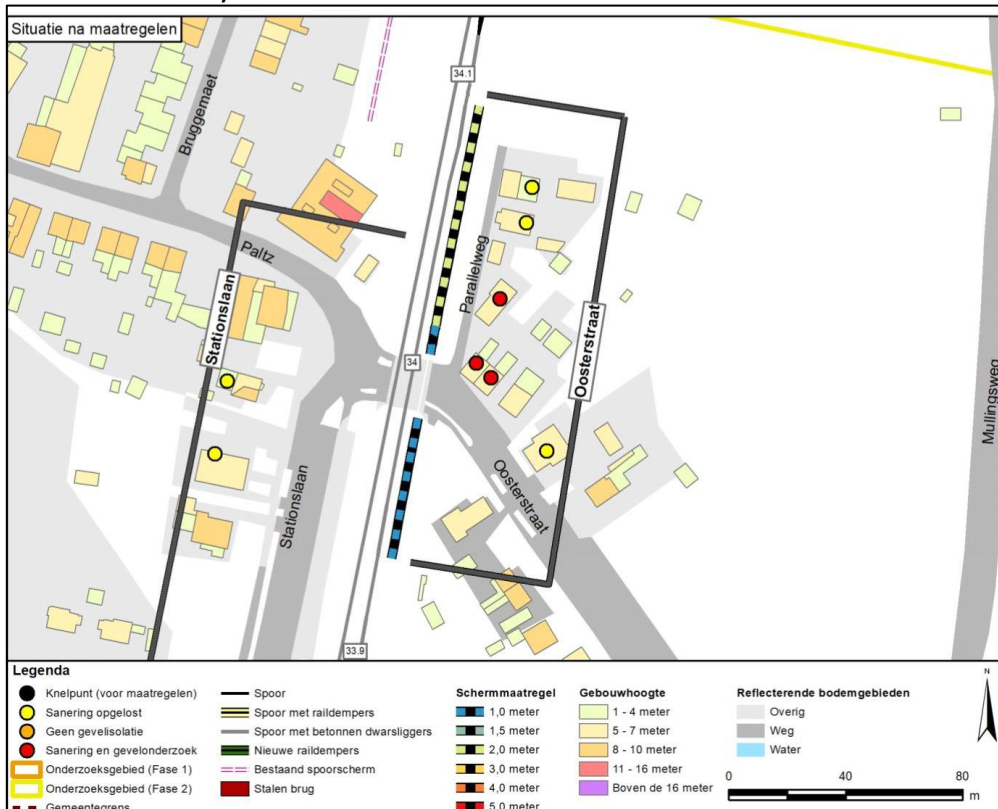 Situatie na maatregelen
34.1
Bruggemaet
Paltz
Parallelweg
Stationslaan
34
Oosterstraat
Mullingsweg
Stationslaan
Oosterstraat
33.9
Legenda
Knelpunt (voor maatregelen)
Sanering opgelost
Geen gevelisolatie
Sanering en gevelonderzoek
Onderzoeksgebied (Fase 1)
Onderzoeksgebied (Fase 2)
Gemeentegrens
Spoor
Spoor met raildempers
Spoor met betonnen dwarsliggers
Nieuwe raildempers
Bestaand spoorscherm
Stalen brug
Schermmaatregel
1,0 meter
1,5 meter
2,0 meter
3,0 meter
4,0 meter
5,0 meter
Gebouwhoogte
1 - 4 meter
5 - 7 meter
8 - 10 meter
11 - 16 meter
Boven de 16 meter
Reflecterende bodemgebieden
Overig
Weg
Water
N
0 40 80
m